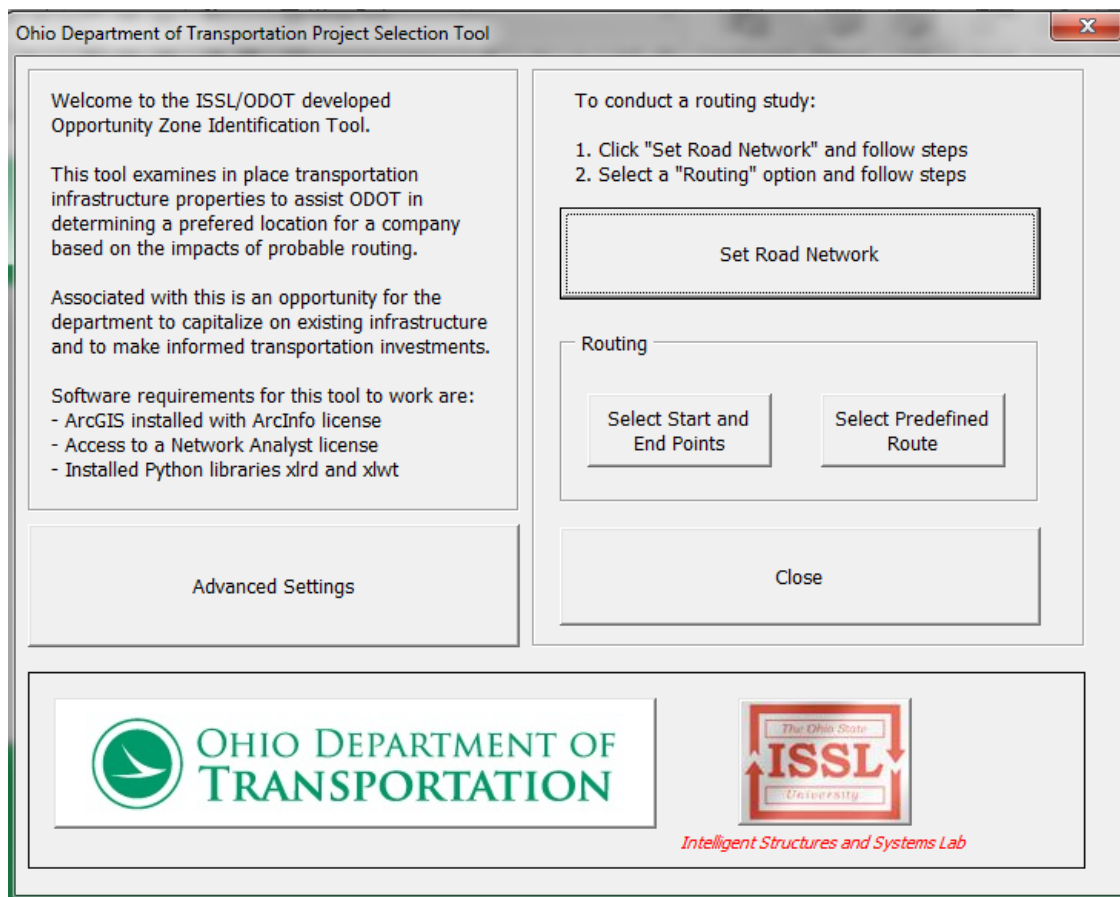 Ohio Department of Transportation Project Selection Tool
Welcome to the ISSL/ODOT developed
Opportunity Zone Identification Tool.
This tool examines in place transportation
infrastructure properties to assist ODOT in
determining a prefered location for a company
based on the impacts of probable routing.
Associated with this is an opportunity for the
department to capitalize on existing infrastructure
and to make informed transportation investments.
Software requirements for this tool to work are:
- ArcGIS installed with ArcInfo license
- Access to a Network Analyst license
- Installed Python libraries xlrd and xlwt
Advanced Settings
To conduct a routing study:
1. Click "Set Road Network" and follow steps
2. Select a "Routing" option and follow steps
Set Road Network
Routing
Select Start and
End Points
Select Predefined
Route
Close
OHIO DEPARTMENT OF
TRANSPORTATION
The Ohio State
ISSL
University
Intelligent Structures and Systems Lab